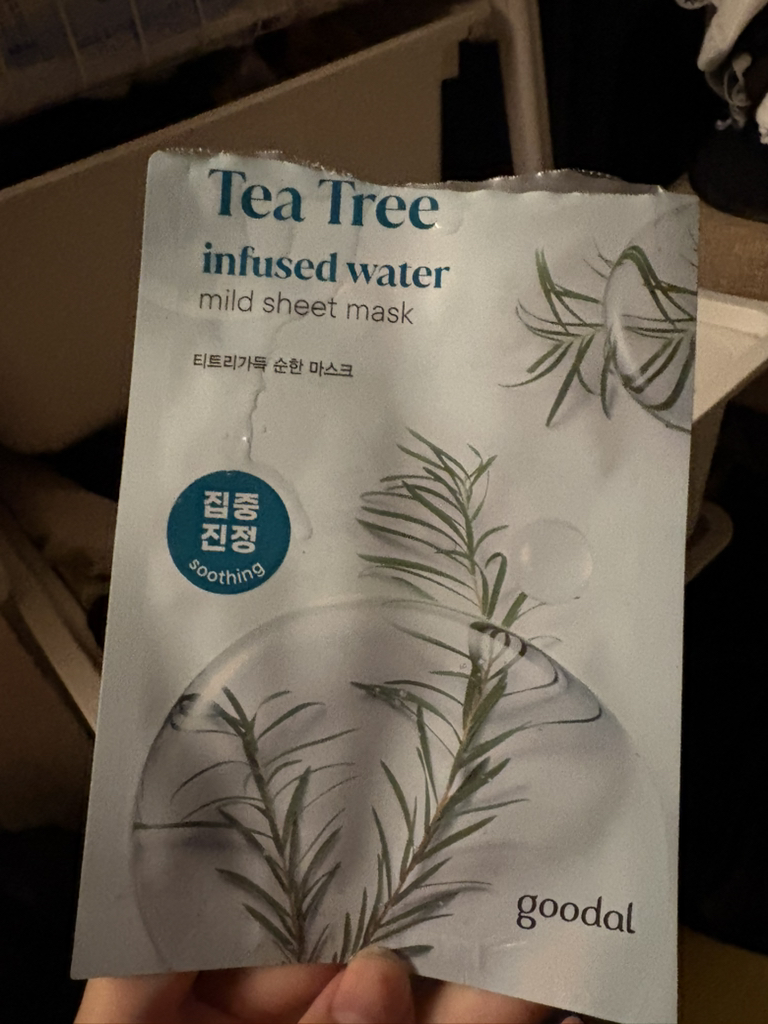 Tea Tree
infused water
mild sheet mask
티트리가득 순한 마스크
집중
진정
soothing
goodal